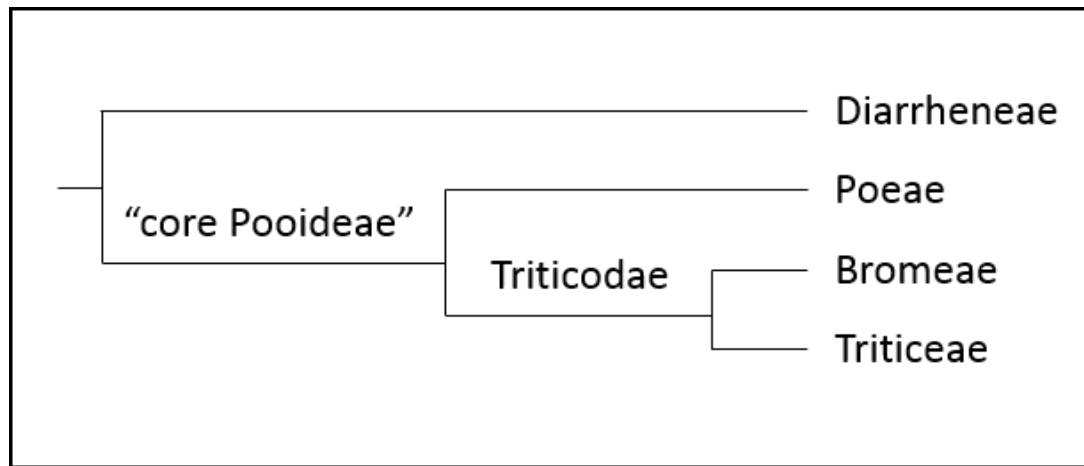 Diarrheneae
Poeae
“core Pooideae”
Bromeae
Triticodae
Triticeae